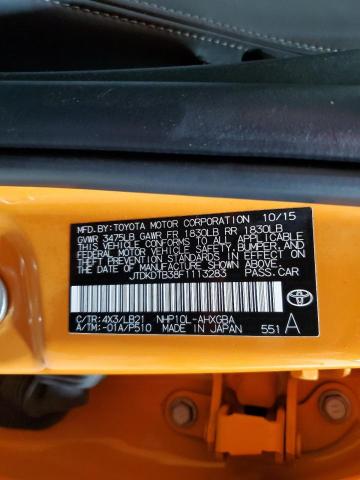 MFD. BY: TOYOTA MOTOR CORPORATION 10/15
GVWR 3475LB GAWR FR 1830LB RR 1830LB
THIS VEHICLE CONFORMS TO ALL APPLICABLE
FEDERAL MOTOR VEHICLE SAFETY, BUMPER, AND
THEFT PREVENTION STANDARDS IN EFFECT ON
THE DATE OF MANUFACTURE SHOWN ABOVE.
JTDKDTB38F1113283 PASS.CAR
C/TR: 4X3/LB21 NHP10L-AHXGBA
A/TM: -01A/P510 MADE IN JAPAN 551 A